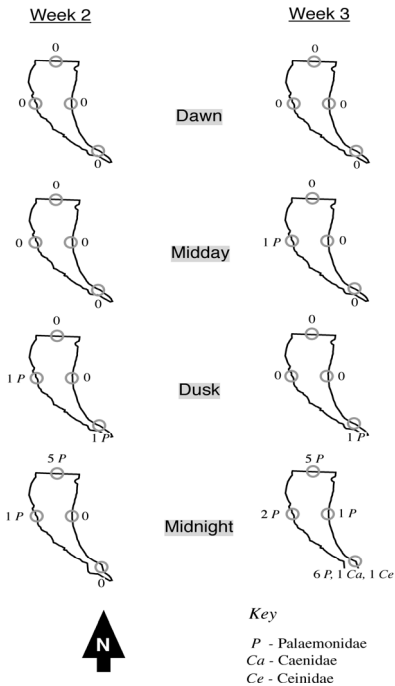 Week 2 Week 3
0 0
0 0 0 0
Dawn
0 0
0 0
0 0 1 P 0
Midday
0 0
0 0
1 P 0 0 0
Dusk
1 P 1 P
5 P 5 P
1 P 0 2 P 1 P
Midnight
0 6 P, 1 Ca, 1 Ce
N
Key
P - Palaemonidae
Ca - Caenidae
Ce - Ceinidae